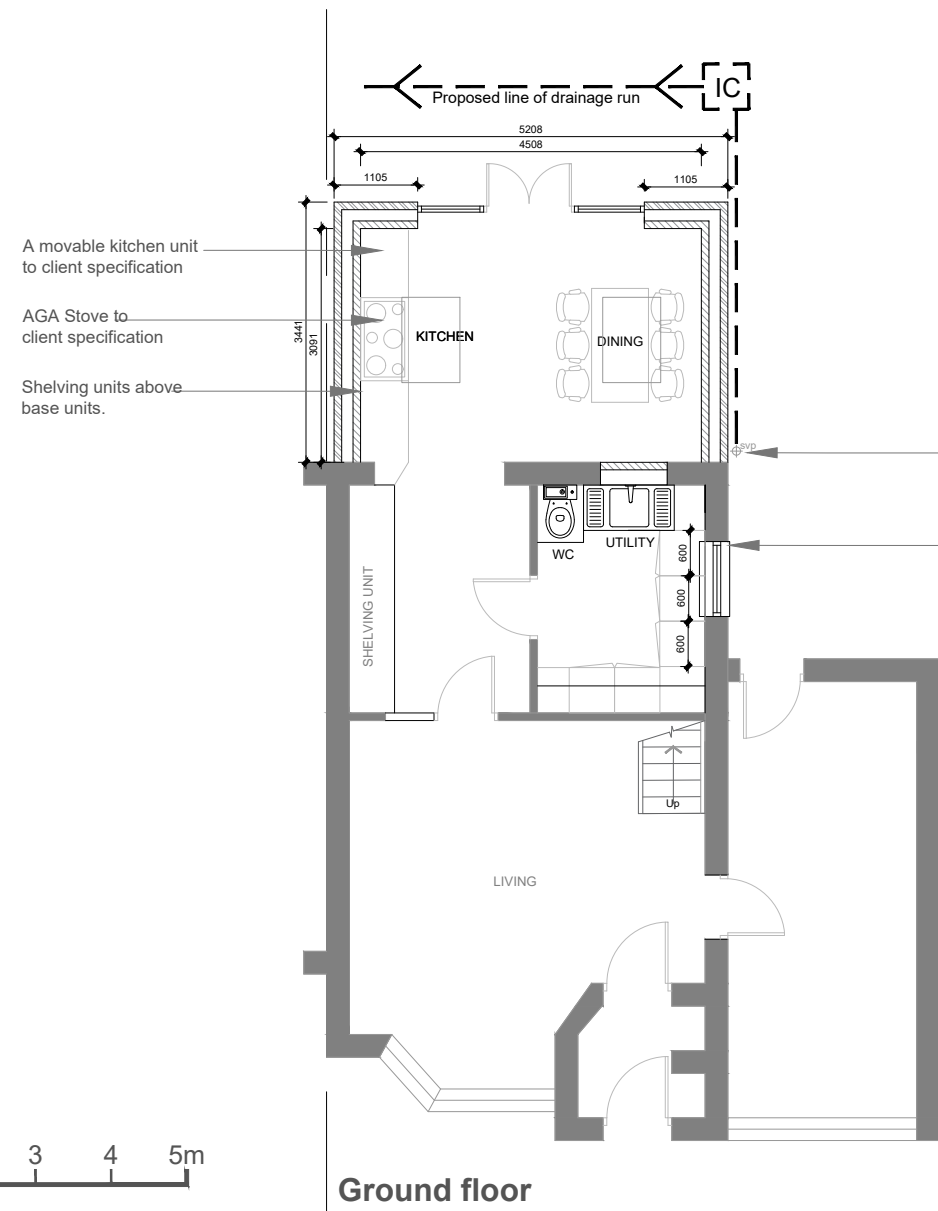 IC
Proposed line of drainage run
5208
4508
1105
1105
A movable kitchen unit
to client specification
AGA Stove to
client specification
3441
3091
KITCHEN
DINING
Shelving units above
base units.
svp
WC
UTILITY
600
600
600
SHELVING UNIT
Up
LIVING
3
4
5m
Ground floor